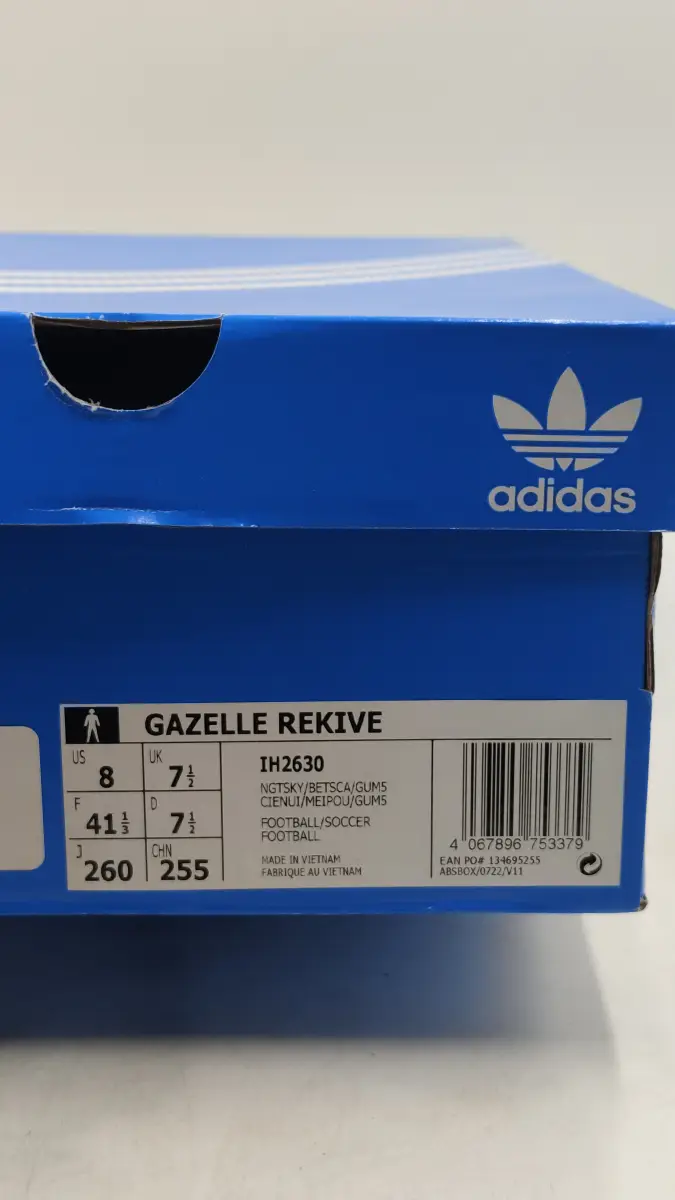 adidas
GAZELLE REKIVE
US 8
UK 7½
F 41⅓
D 7½
J 260
CHN 255
IH2630
NGTSKY/BETSCA/GUM5
CIENUI/MEIPOU/GUM5
FOOTBALL/SOCCER
FOOTBALL
MADE IN VIETNAM
FABRIQUE AU VIETNAM
4 067896 753379
EAN PO# 134695255
ABSBOX/0722/V11